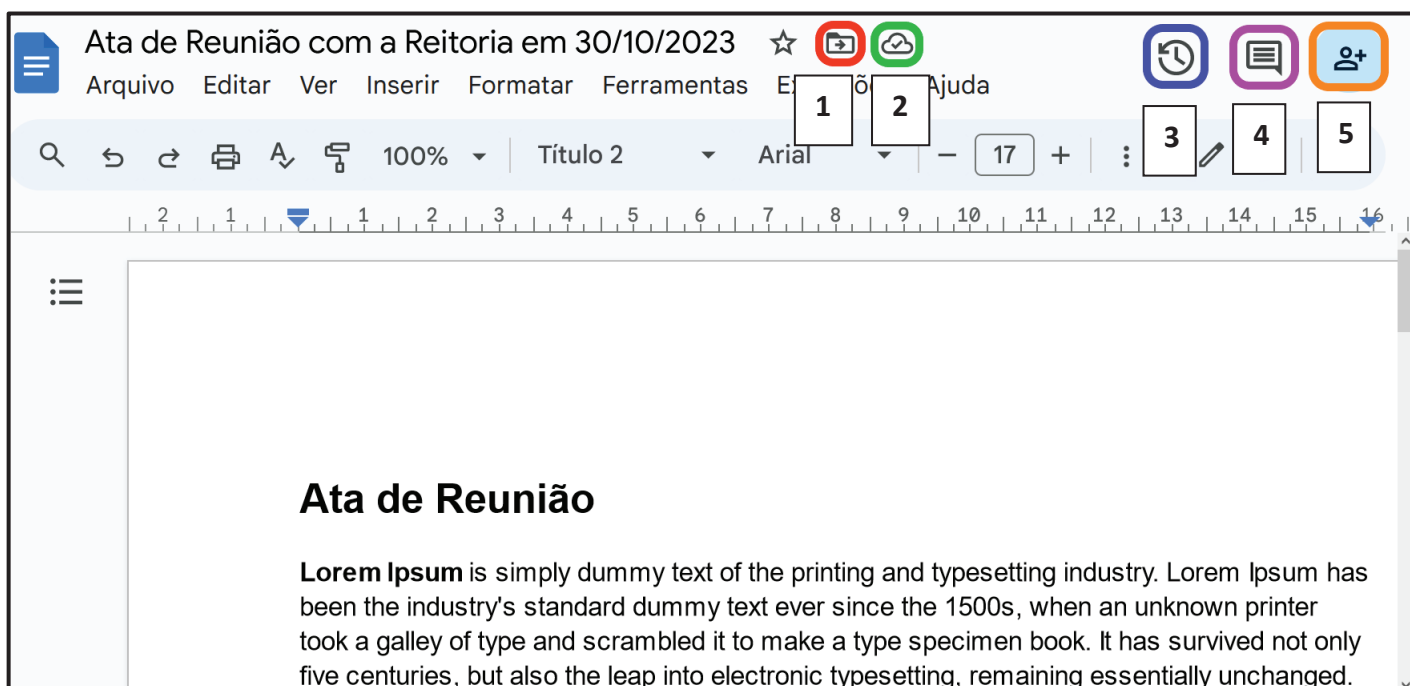 Ata de Reunião com a Reitoria em 30/10/2023
Arquivo Editar Ver Inserir Formatar Ferramentas Ajuda
1 2 3 4 5
100% Título 2 Arial 17
2 1 1 2 3 4 5 6 7 8 9 10 11 12 13 14 15 16
Ata de Reunião
Lorem Ipsum is simply dummy text of the printing and typesetting industry. Lorem Ipsum has
been the industry's standard dummy text ever since the 1500s, when an unknown printer
took a galley of type and scrambled it to make a type specimen book. It has survived not only
five centuries, but also the leap into electronic typesetting, remaining essentially unchanged.